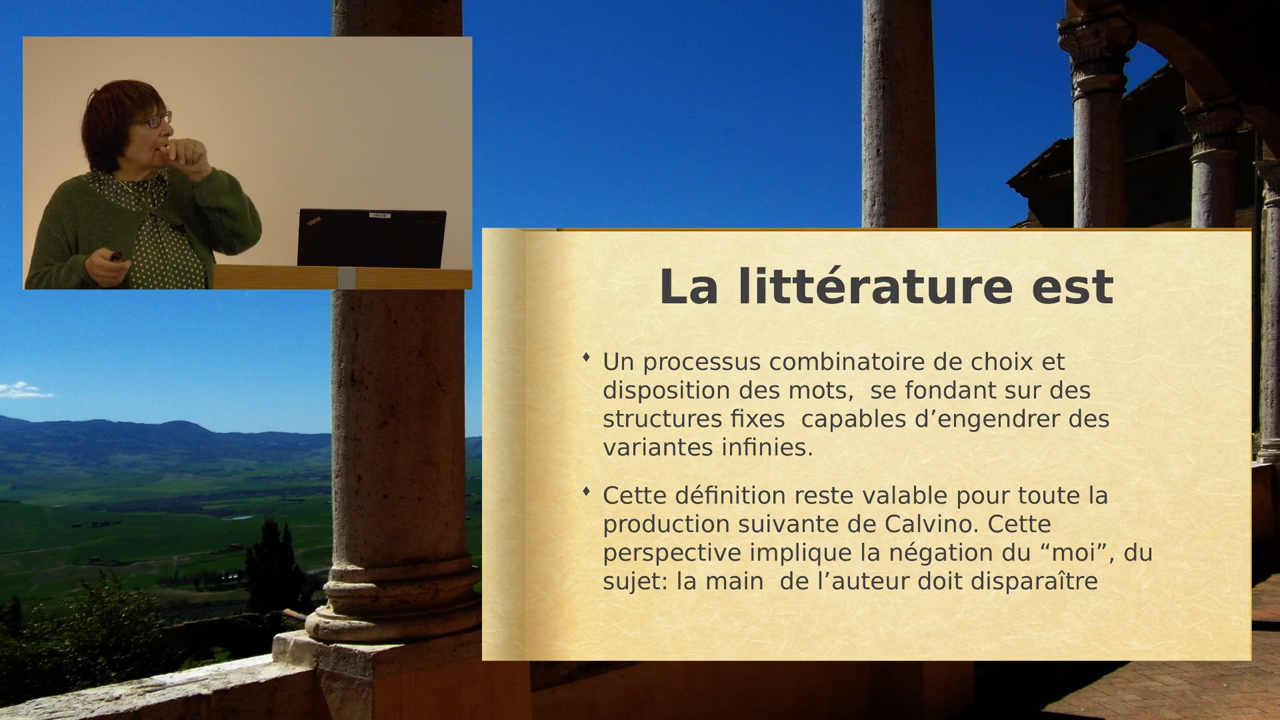 La littérature est
Un processus combinatoire de choix et
disposition des mots,  se fondant sur des
structures fixes  capables d’engendrer des
variantes infinies.
Cette définition reste valable pour toute la
production suivante de Calvino. Cette
perspective implique la négation du “moi”, du
sujet: la main  de l’auteur doit disparaître